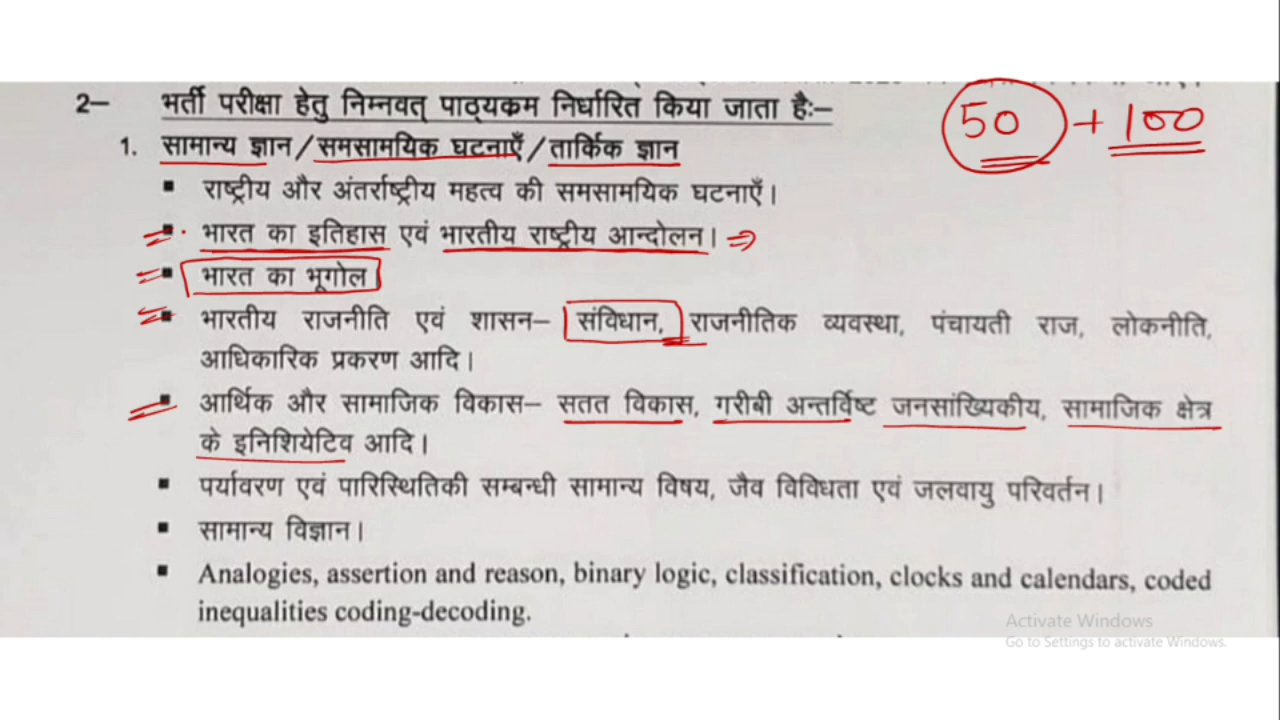 2– भर्ती परीक्षा हेतु निम्नवत् पाठ्यक्रम निर्धारित किया जाता हैः– 50 + 100
1. सामान्य ज्ञान/समसामयिक घटनाएँ/तार्किक ज्ञान
▪ राष्ट्रीय और अंतर्राष्ट्रीय महत्व की समसामयिक घटनाएँ।
▪ भारत का इतिहास एवं भारतीय राष्ट्रीय आन्दोलन।
▪ भारत का भूगोल
▪ भारतीय राजनीति एवं शासन– संविधान, राजनीतिक व्यवस्था, पंचायती राज, लोकनीति,
आधिकारिक प्रकरण आदि।
▪ आर्थिक और सामाजिक विकास– सतत विकास, गरीबी अन्तर्विष्ट जनसांख्यिकीय, सामाजिक क्षेत्र
के इनिशियेटिव आदि।
▪ पर्यावरण एवं पारिस्थितिकी सम्बन्धी सामान्य विषय, जैव विविधता एवं जलवायु परिवर्तन।
▪ सामान्य विज्ञान।
▪ Analogies, assertion and reason, binary logic, classification, clocks and calendars, coded
inequalities coding-decoding.
Activate Windows
Go to Settings to activate Windows.